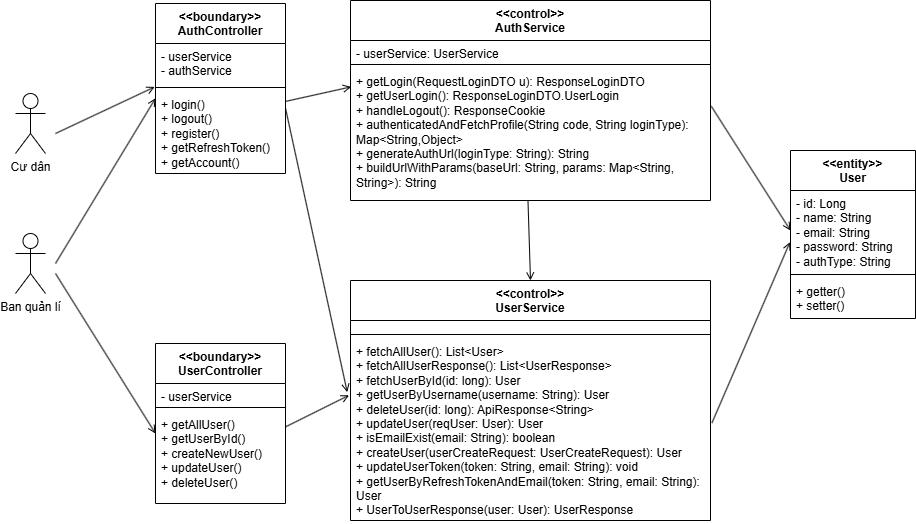 <<boundary>>
AuthController
- userService
- authService
+ login()
+ logout()
+ register()
+ getRefreshToken()
+ getAccount()
<<control>>
AuthService
- userService: UserService
+ getLogin(RequestLoginDTO u): ResponseLoginDTO
+ getUserLogin(): ResponseLoginDTO.UserLogin
+ handleLogout(): ResponseCookie
+ authenticatedAndFetchProfile(String code, String loginType):
Map<String,Object>
+ generateAuthUrl(loginType: String): String
+ buildUrlWithParams(baseUrl: String, params: Map<String,
String>): String
Cư dân
<<entity>>
User
- id: Long
- name: String
- email: String
- password: String
- authType: String
+ getter()
+ setter()
Ban quản lí
<<boundary>>
UserController
- userService
+ getAllUser()
+ getUserById()
+ createNewUser()
+ updateUser()
+ deleteUser()
<<control>>
UserService
+ fetchAllUser(): List<User>
+ fetchAllUserResponse(): List<UserResponse>
+ fetchUserById(id: long): User
+ getUserByUsername(username: String): User
+ deleteUser(id: long): ApiResponse<String>
+ updateUser(reqUser: User): User
+ isEmailExist(email: String): boolean
+ createUser(userCreateRequest: UserCreateRequest): User
+ updateUserToken(token: String, email: String): void
+ getUserByRefreshTokenAndEmail(token: String, email: String):
User
+ UserToUserResponse(user: User): UserResponse